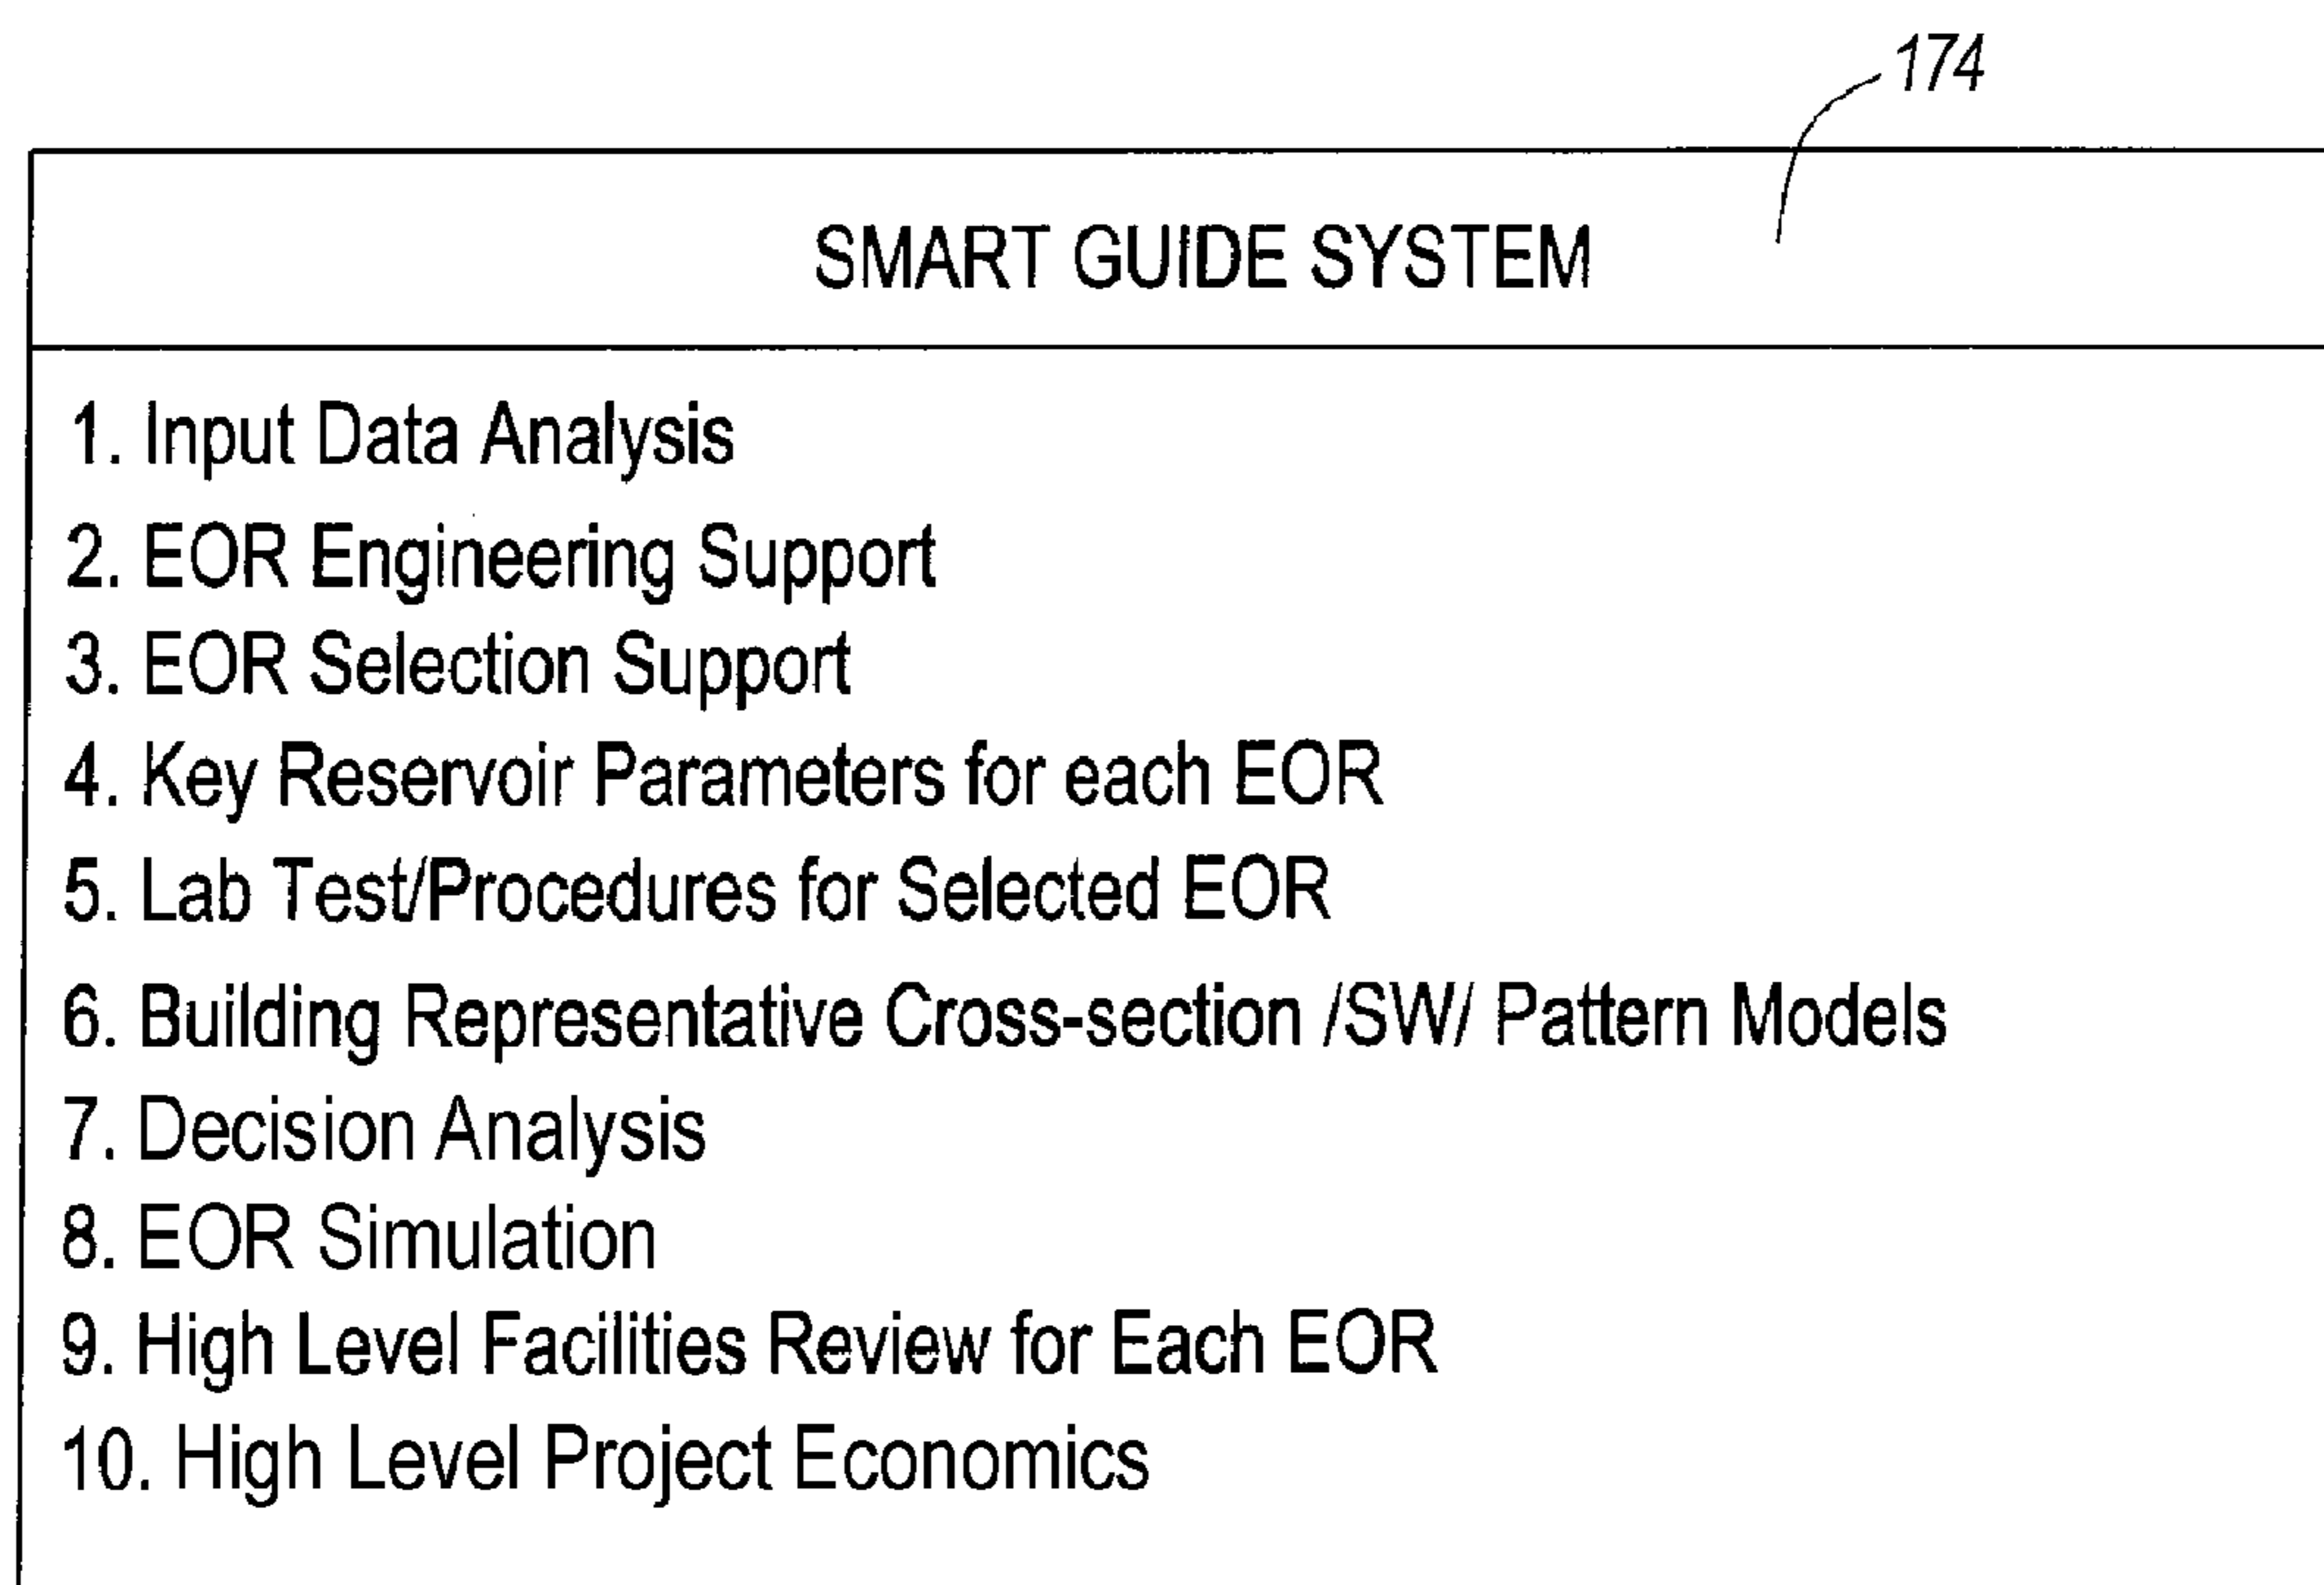 174
SMART GUIDE SYSTEM
1. Input Data Analysis
2. EOR Engineering Support
3. EOR Selection Support
4. Key Reservoir Parameters for each EOR
5. Lab Test/Procedures for Selected EOR
6. Building Representative Cross-section /SW/ Pattern Models
7. Decision Analysis
8. EOR Simulation
9. High Level Facilities Review for Each EOR
10. High Level Project Economics